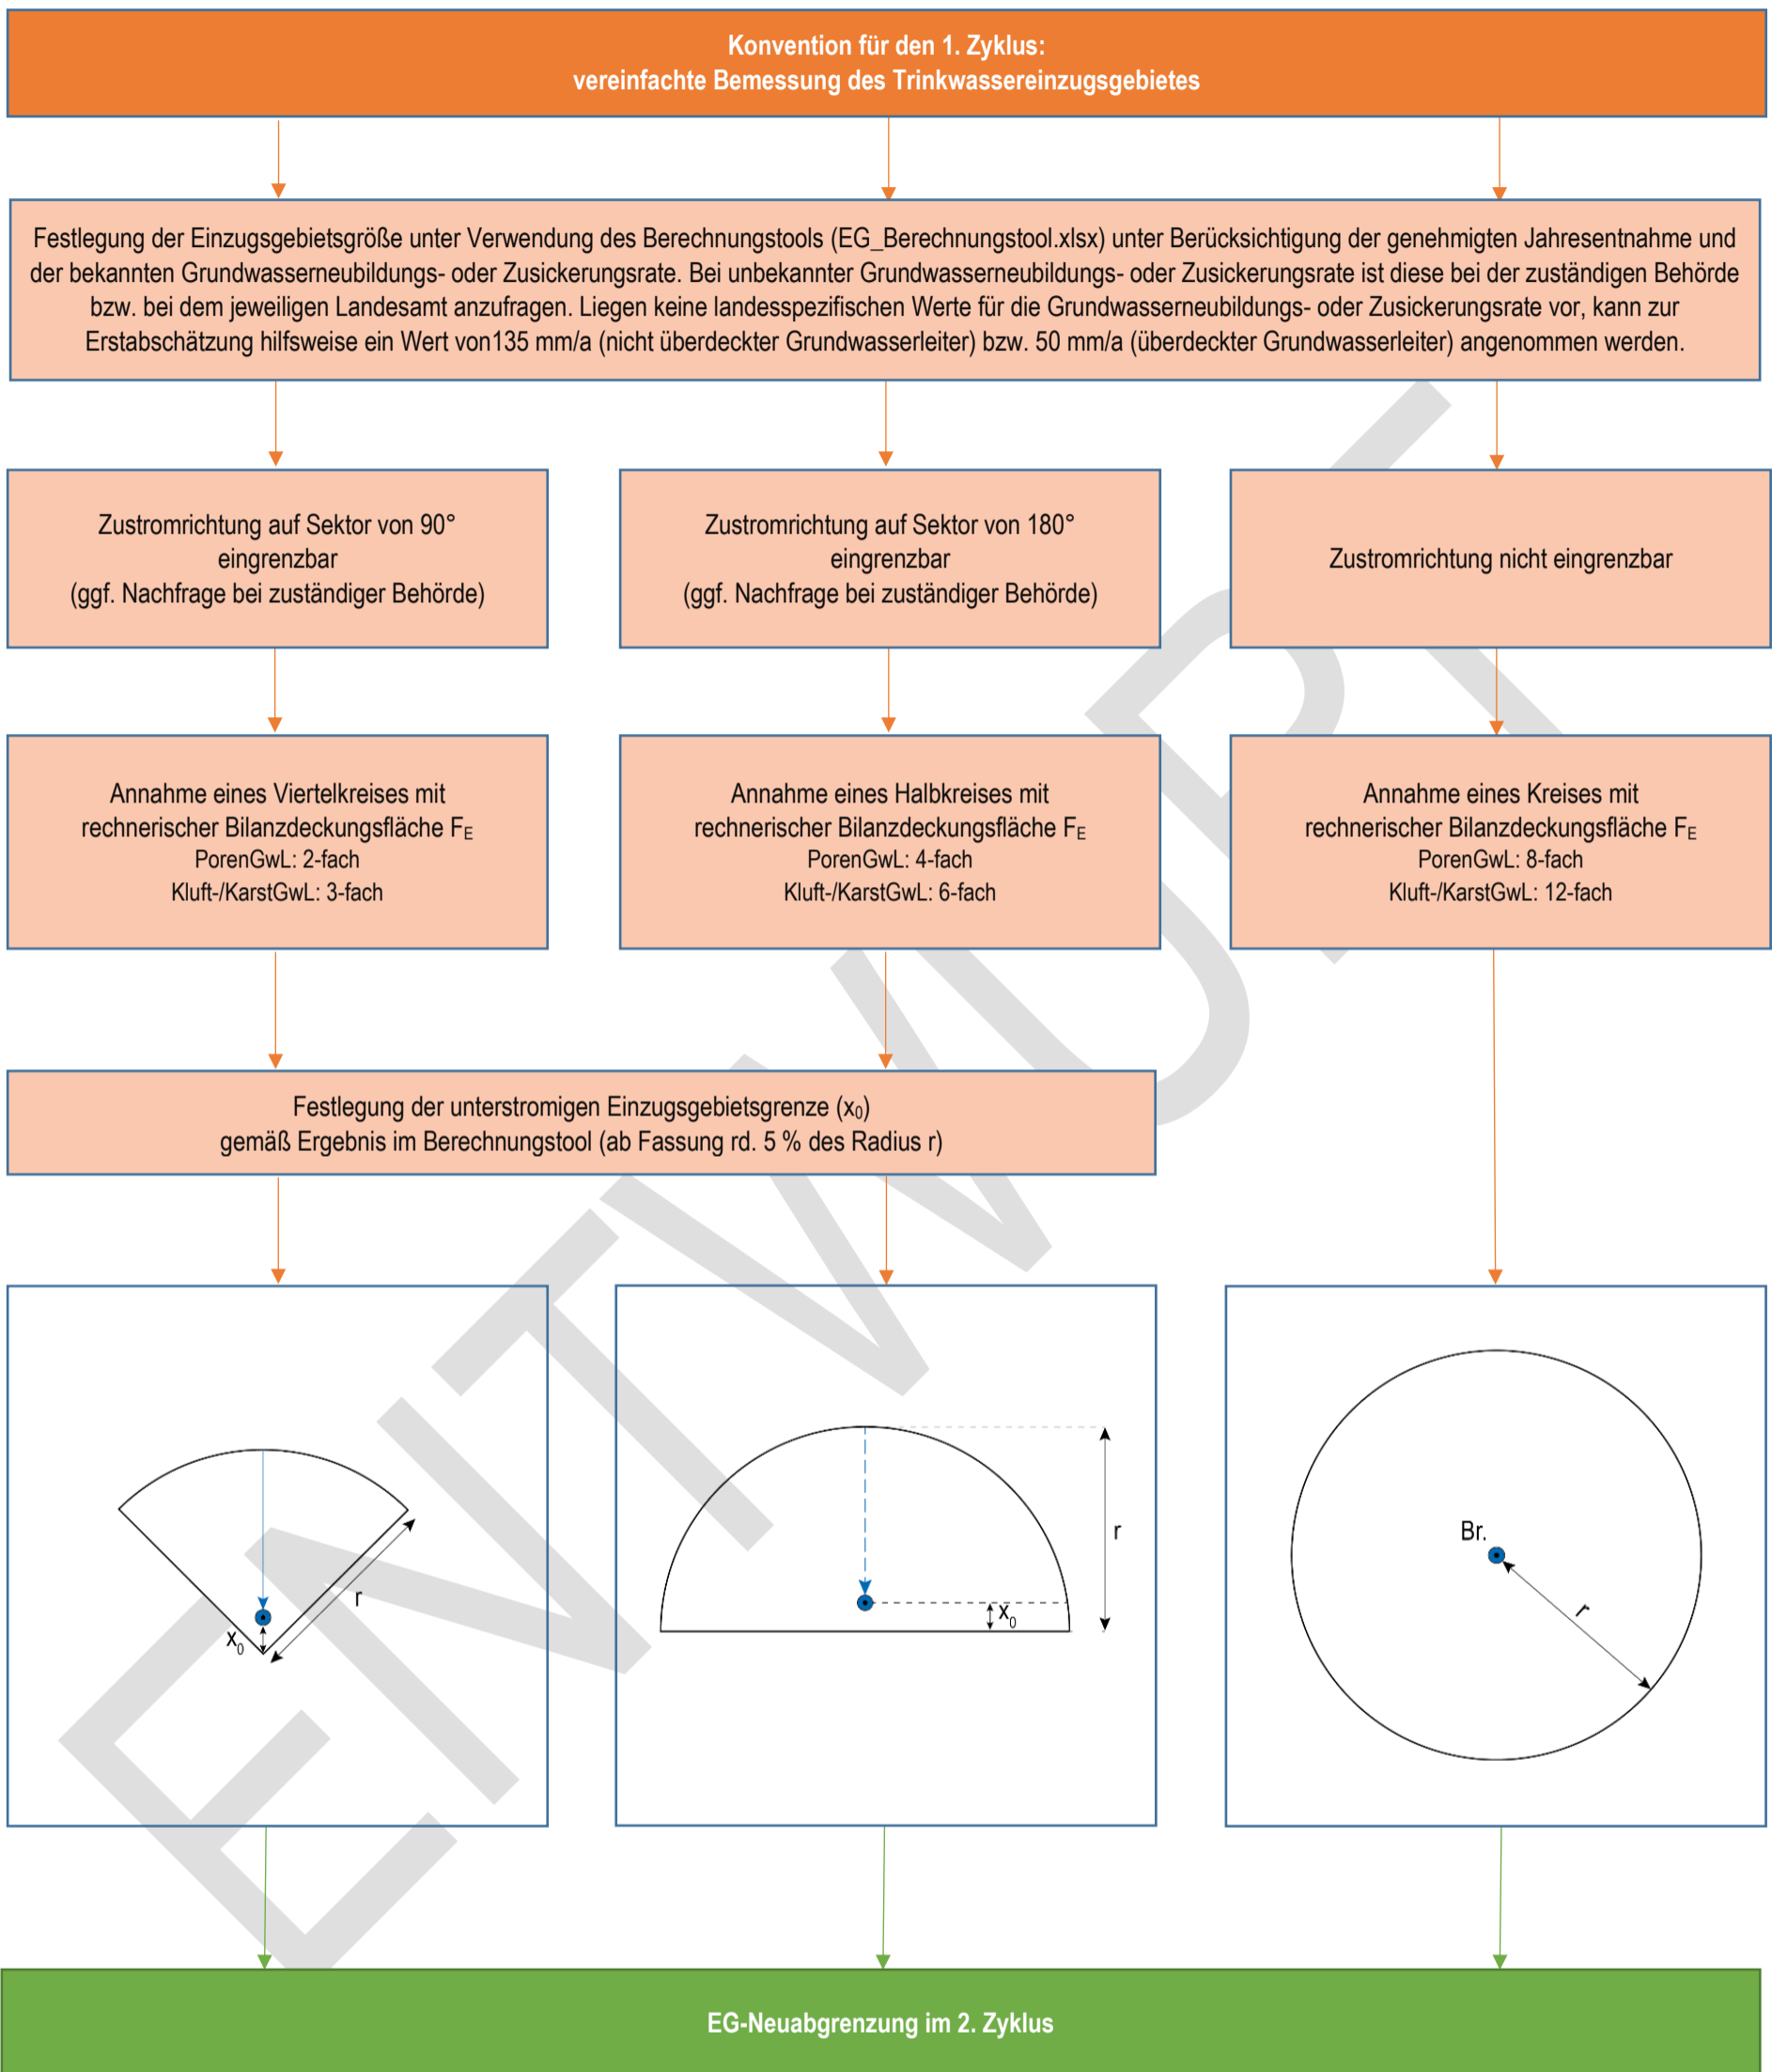 Konvention für den 1. Zyklus:
vereinfachte Bemessung des Trinkwassereinzugsgebietes
Festlegung der Einzugsgebietsgröße unter Verwendung des Berechnungstools (EG_Berechnungstool.xlsx) unter Berücksichtigung der genehmigten Jahresentnahme und
der bekannten Grundwasserneubildungs- oder Zusickerungsrate. Bei unbekannter Grundwasserneubildungs- oder Zusickerungsrate ist diese bei der zuständigen Behörde
bzw. bei dem jeweiligen Landesamt anzufragen. Liegen keine landesspezifischen Werte für die Grundwasserneubildungs- oder Zusickerungsrate vor, kann zur
Erstabschätzung hilfsweise ein Wert von135 mm/a (nicht überdeckter Grundwasserleiter) bzw. 50 mm/a (überdeckter Grundwasserleiter) angenommen werden.
Zustromrichtung auf Sektor von 90°
eingrenzbar
(ggf. Nachfrage bei zuständiger Behörde)
Zustromrichtung auf Sektor von 180°
eingrenzbar
(ggf. Nachfrage bei zuständiger Behörde)
Zustromrichtung nicht eingrenzbar
Annahme eines Viertelkreises mit
rechnerischer Bilanzdeckungsfläche F_E
PorenGwL: 2-fach
Kluft-/KarstGwL: 3-fach
Annahme eines Halbkreises mit
rechnerischer Bilanzdeckungsfläche F_E
PorenGwL: 4-fach
Kluft-/KarstGwL: 6-fach
Annahme eines Kreises mit
rechnerischer Bilanzdeckungsfläche F_E
PorenGwL: 8-fach
Kluft-/KarstGwL: 12-fach
Festlegung der unterstromigen Einzugsgebietsgrenze (x₀)
gemäß Ergebnis im Berechnungstool (ab Fassung rd. 5 % des Radius r)
r
x₀
r
x₀
Br.
r
EG-Neuabgrenzung im 2. Zyklus
ENTWURF